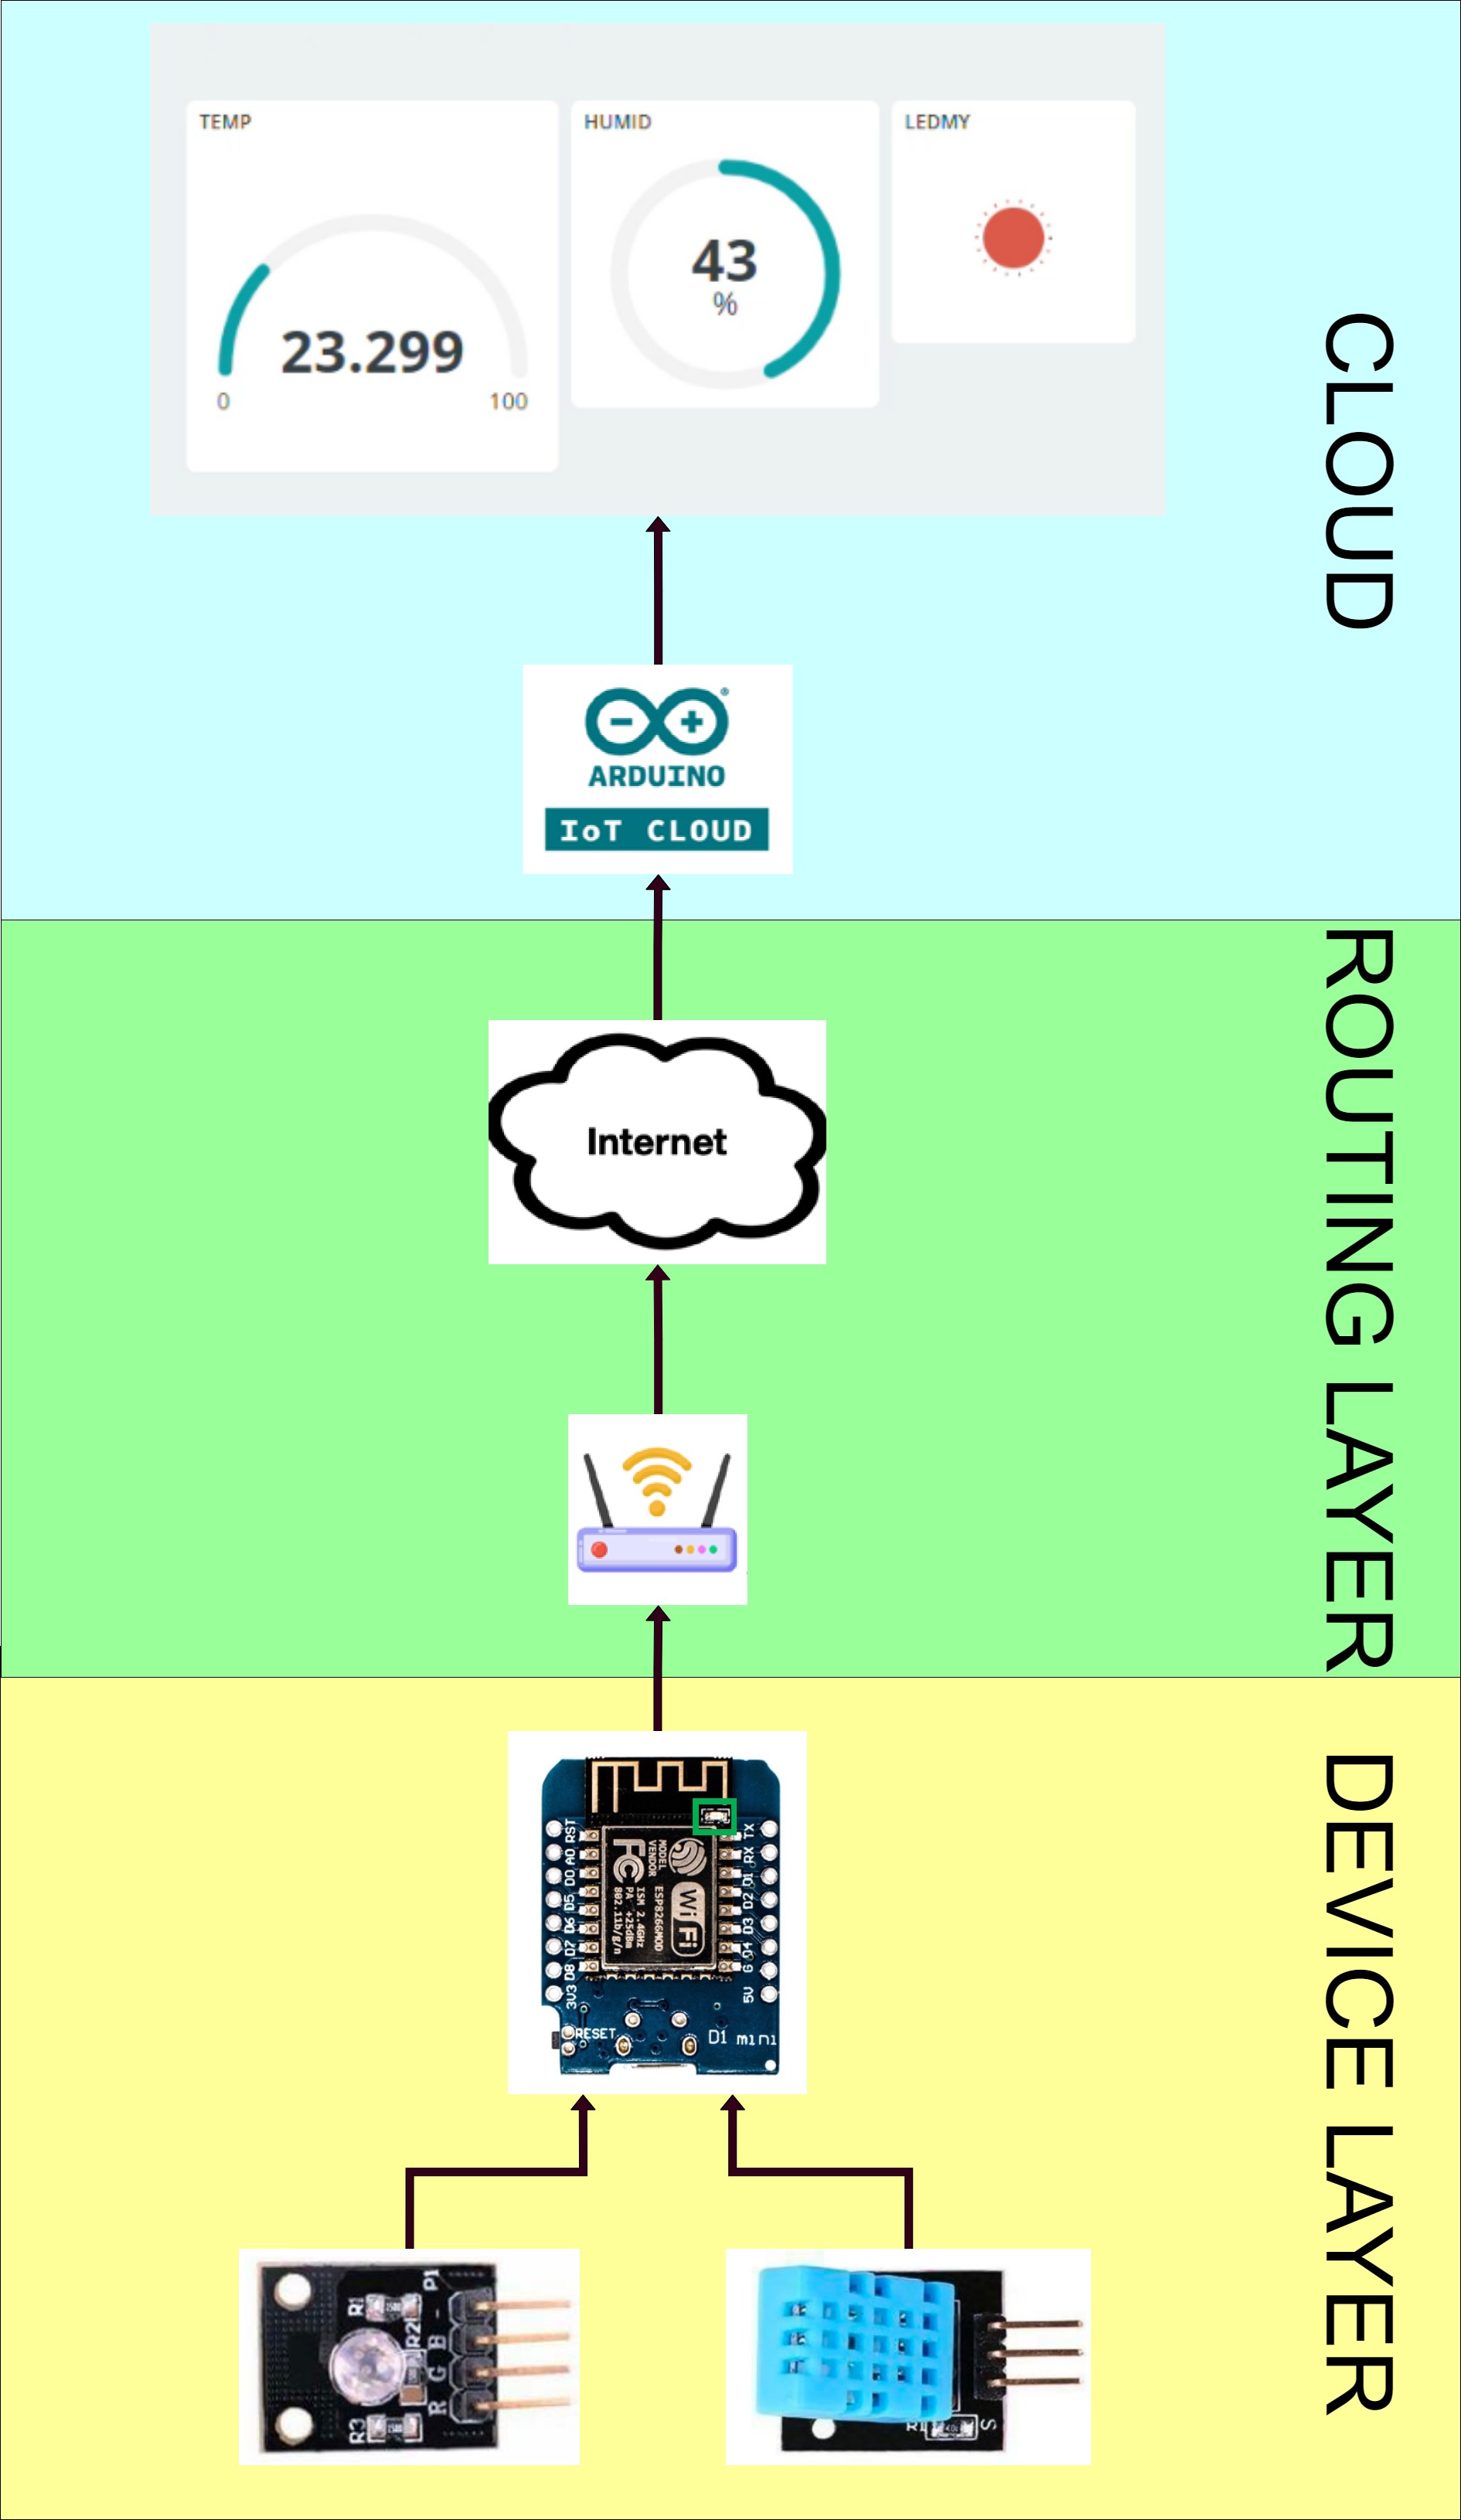 TEMP
23.299
0
100
HUMID
43
%
LEDMY
CLOUD
ARDUINO
IoT CLOUD
ROUTING LAYER
Internet
DEVICE LAYER
RST
A0
D0
D5
D6
D7
D8
3V3
TX
RX
D1
D2
D3
D4
G
5V
MODEL
VENDOR
ESP8266MOD
ISM 2.4GHz
PA +25dBm
802.11b/g/n
FC
WiFi
RESET
D1 mini
P1
R1
R2
R3
-
B
G
R
S